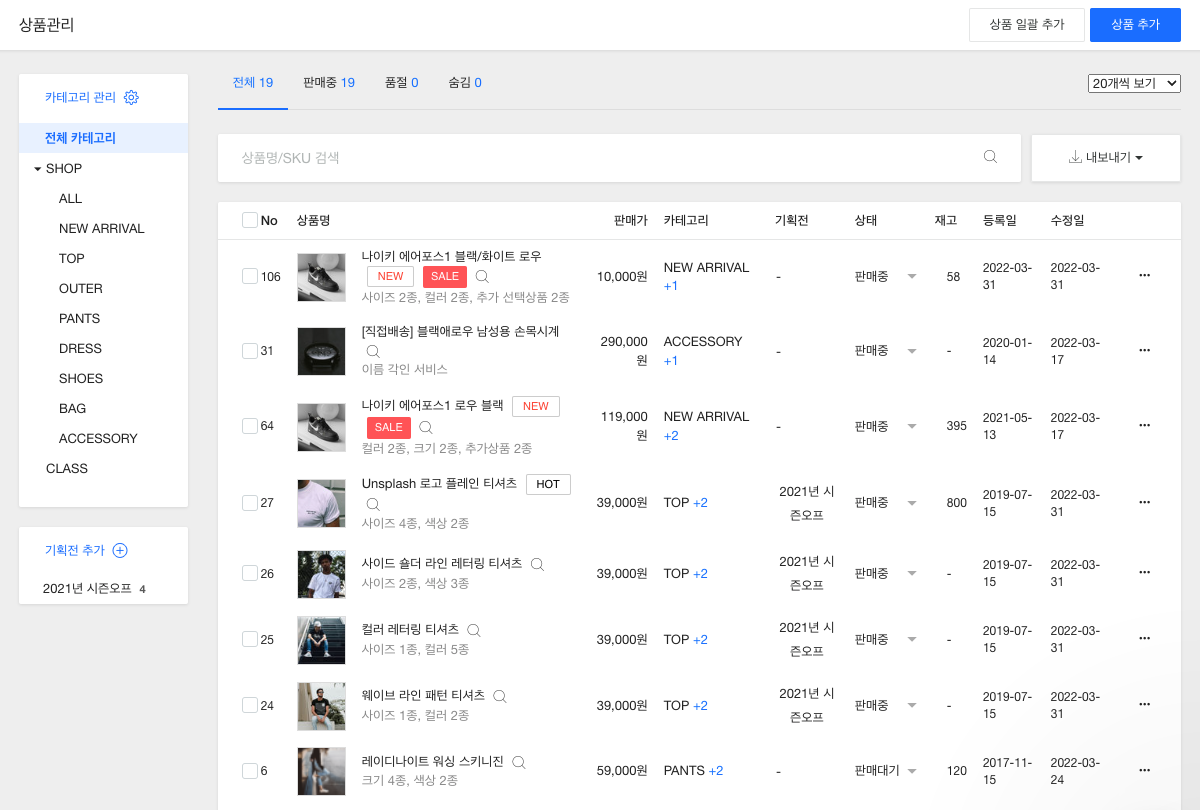 상품관리
상품 일괄 추가
상품 추가
카테고리 관리
전체 카테고리
SHOP
ALL
NEW ARRIVAL
TOP
OUTER
PANTS
DRESS
SHOES
BAG
ACCESSORY
CLASS
기획전 추가
2021년 시즌오프 4
전체 19 판매중 19 품절 0 숨김 0
20개씩 보기
상품명/SKU 검색
내보내기
No 상품명 판매가 카테고리 기획전 상태 재고 등록일 수정일
106
나이키 에어포스1 블랙/화이트 로우
NEW SALE
사이즈 2종, 컬러 2종, 추가 선택상품 2종
10,000원
NEW ARRIVAL
+1
-
판매중
58
2022-03-
31
2022-03-
31
31
[직접배송] 블랙애로우 남성용 손목시계
이름 각인 서비스
290,000
원
ACCESSORY
+1
-
판매중
-
2020-01-
14
2022-03-
17
64
나이키 에어포스1 로우 블랙 NEW
SALE
컬러 2종, 크기 2종, 추가상품 2종
119,000
원
NEW ARRIVAL
+2
-
판매중
395
2021-05-
13
2022-03-
17
27
Unsplash 로고 플레인 티셔츠 HOT
사이즈 4종, 색상 2종
39,000원
TOP +2
2021년 시
즌오프
판매중
800
2019-07-
15
2022-03-
31
26
사이드 숄더 라인 레터링 티셔츠
사이즈 2종, 색상 3종
39,000원
TOP +2
2021년 시
즌오프
판매중
-
2019-07-
15
2022-03-
31
25
컬러 레터링 티셔츠
사이즈 1종, 컬러 5종
39,000원
TOP +2
2021년 시
즌오프
판매중
-
2019-07-
15
2022-03-
31
24
웨이브 라인 패턴 티셔츠
사이즈 1종, 컬러 2종
39,000원
TOP +2
2021년 시
즌오프
판매중
-
2019-07-
15
2022-03-
31
6
레이디나이트 워싱 스키니진
크기 4종, 색상 2종
59,000원
PANTS +2
-
판매대기
120
2017-11-
15
2022-03-
24